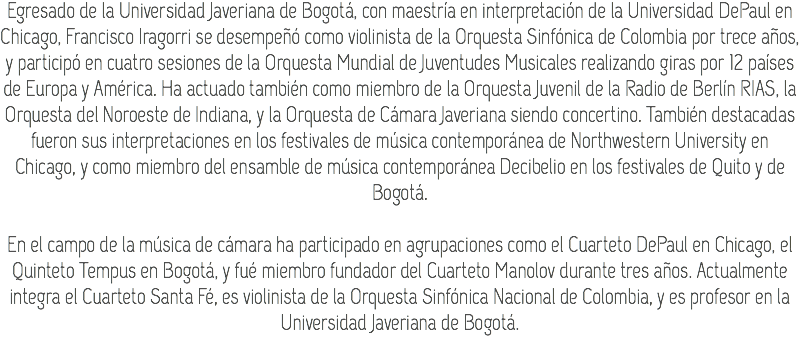 Egresado de la Universidad Javeriana de Bogotá, con maestría en interpretación de la Universidad DePaul en
Chicago, Francisco Iragorri se desempeñó como violinista de la Orquesta Sinfónica de Colombia por trece años,
y participó en cuatro sesiones de la Orquesta Mundial de Juventudes Musicales realizando giras por 12 países
de Europa y América. Ha actuado también como miembro de la Orquesta Juvenil de la Radio de Berlín RIAS, la
Orquesta del Noroeste de Indiana, y la Orquesta de Cámara Javeriana siendo concertino. También destacadas
fueron sus interpretaciones en los festivales de música contemporánea de Northwestern University en
Chicago, y como miembro del ensamble de música contemporánea Decibelio en los festivales de Quito y de
Bogotá.

En el campo de la música de cámara ha participado en agrupaciones como el Cuarteto DePaul en Chicago, el
Quinteto Tempus en Bogotá, y fué miembro fundador del Cuarteto Manolov durante tres años. Actualmente
integra el Cuarteto Santa Fé, es violinista de la Orquesta Sinfónica Nacional de Colombia, y es profesor en la
Universidad Javeriana de Bogotá.